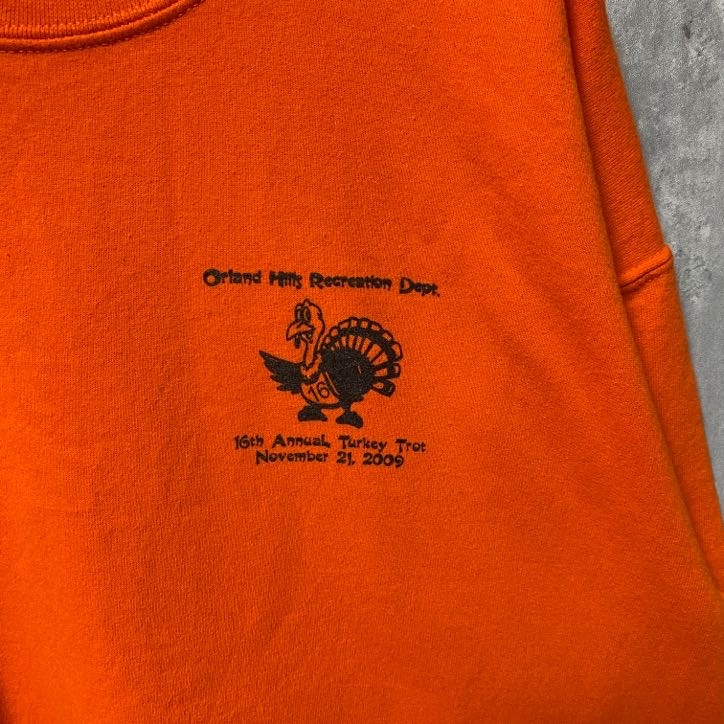 Orland Hills Recreation Dept.
16
16th Annual Turkey Trot
November 21, 2009